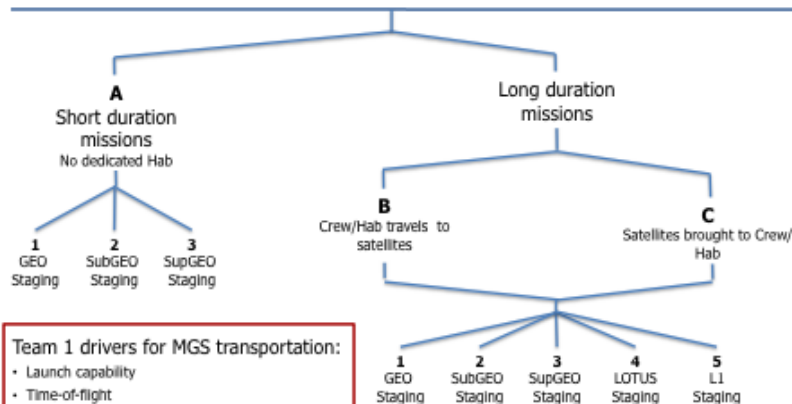 A
Short duration
missions
No dedicated Hab
Long duration
missions
B
Crew/Hab travels to
satellites
C
Satellites brought to Crew/
Hab
1
GEO
Staging
2
SubGEO
Staging
3
SupGEO
Staging
1
GEO
Staging
2
SubGEO
Staging
3
SupGEO
Staging
4
LOTUS
Staging
5
L1
Staging
Team 1 drivers for MGS transportation:
• Launch capability
• Time-of-flight